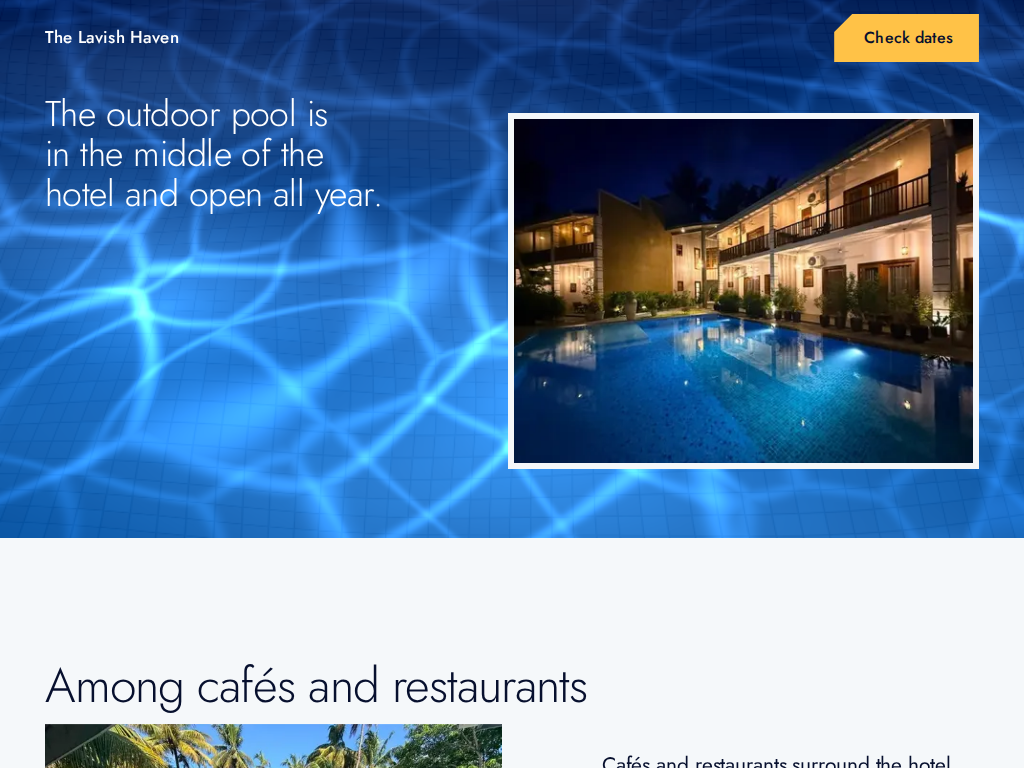 The Lavish Haven
Check dates
The outdoor pool is
in the middle of the
hotel and open all year.
Among cafés and restaurants
Cafés and restaurants surround the hotel